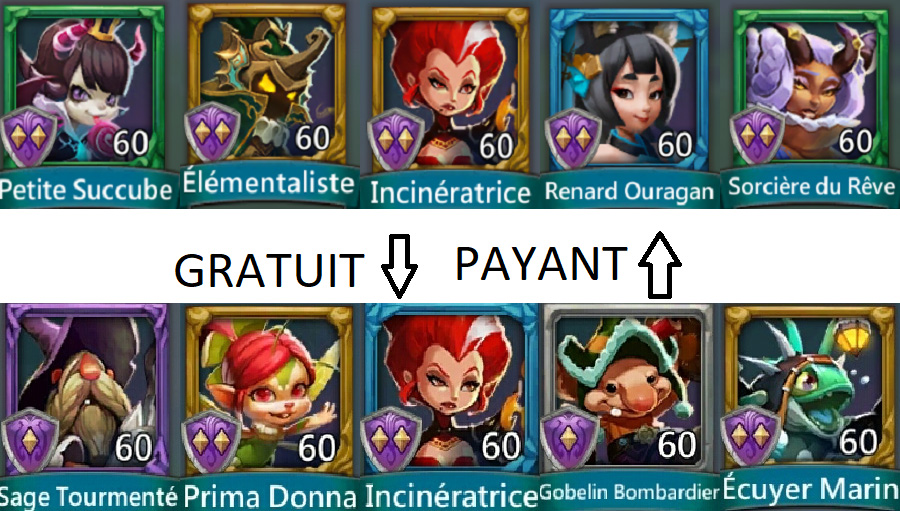 60 60 60 60 60
Petite Succube Élémentaliste Incinératrice Renard Ouragan Sorcière du Rêve
GRATUIT PAYANT
60 60 60 60 60
Sage Tourmenté Prima Donna Incinératrice Gobelin Bombardier Écuyer Marin